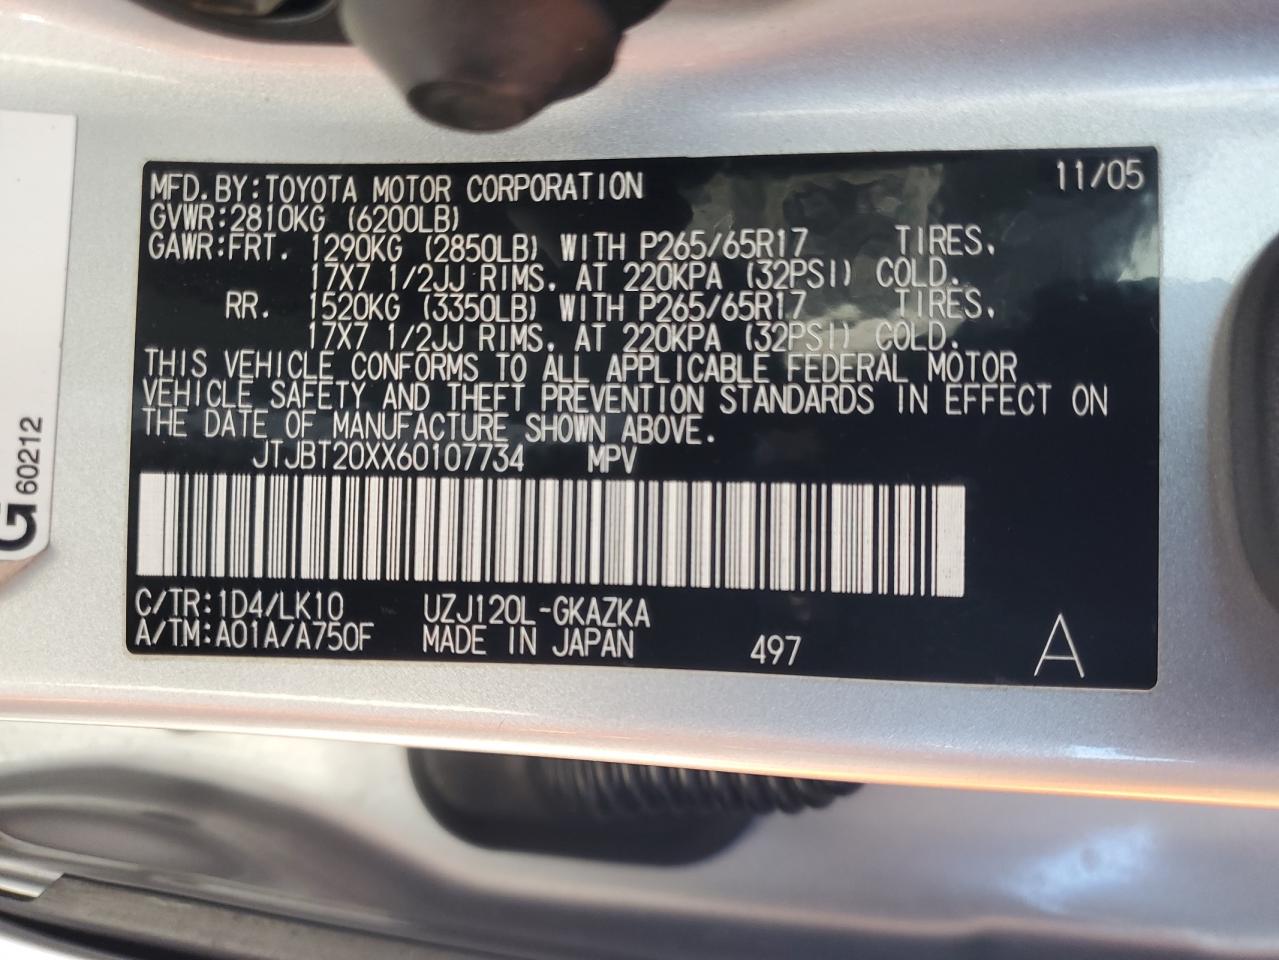 MFD.BY:TOYOTA MOTOR CORPORATION 11/05
GVWR:2810KG (6200LB)
GAWR:FRT. 1290KG (2850LB) WITH P265/65R17 TIRES,
17X7 1/2JJ RIMS, AT 220KPA (32PSI) COLD.
RR. 1520KG (3350LB) WITH P265/65R17 TIRES,
17X7 1/2JJ RIMS, AT 220KPA (32PSI) COLD.
THIS VEHICLE CONFORMS TO ALL APPLICABLE FEDERAL MOTOR
VEHICLE SAFETY AND THEFT PREVENTION STANDARDS IN EFFECT ON
THE DATE OF MANUFACTURE SHOWN ABOVE.
JTJBT20XX60107734 MPV
C/TR:1D4/LK10 UZJ120L-GKAZKA
A/TM:A01A/A750F MADE IN JAPAN 497 A
G 60212